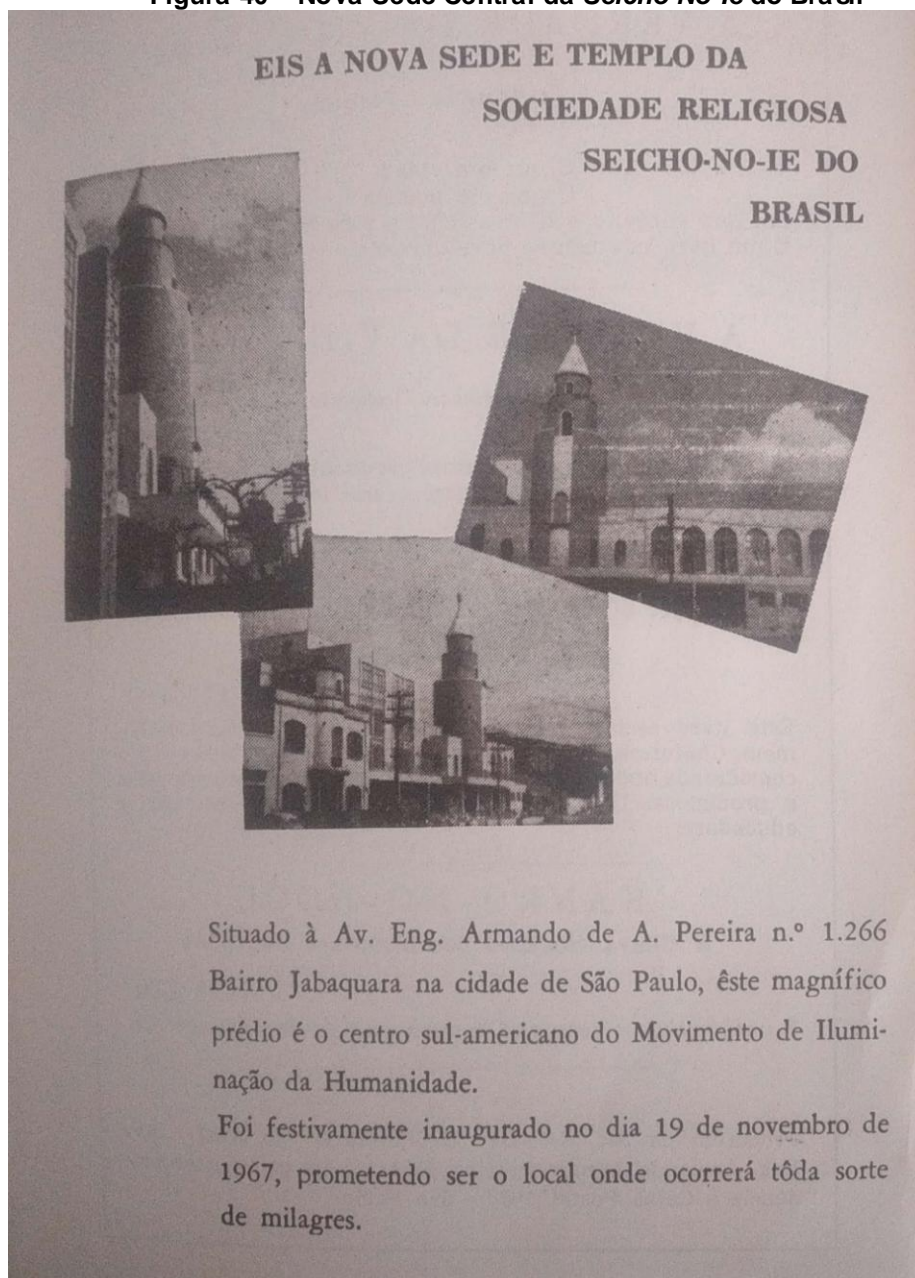 Figura 40 – Nova Sede Central da Seicho-No-Ie do Brasil
EIS A NOVA SEDE E TEMPLO DA
SOCIEDADE RELIGIOSA
SEICHO-NO-IE DO
BRASIL
Situado à Av. Eng. Armando de A. Pereira n.º 1.266
Bairro Jabaquara na cidade de São Paulo, êste magnífico
prédio é o centro sul-americano do Movimento de Ilumi-
nação da Humanidade.
Foi festivamente inaugurado no dia 19 de novembro de
1967, prometendo ser o local onde ocorrerá tôda sorte
de milagres.